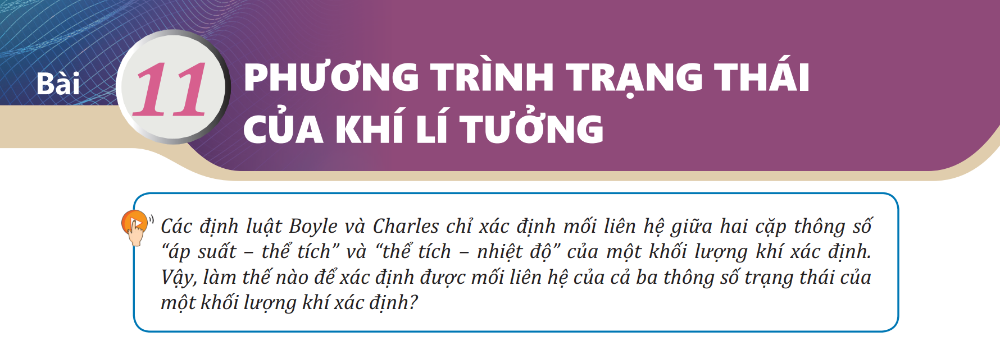 Bài
11
PHƯƠNG TRÌNH TRẠNG THÁI
CỦA KHÍ LÍ TƯỞNG
Các định luật Boyle và Charles chỉ xác định mối liên hệ giữa hai cặp thông số
“áp suất – thể tích” và “thể tích – nhiệt độ” của một khối lượng khí xác định.
Vậy, làm thế nào để xác định được mối liên hệ của cả ba thông số trạng thái của
một khối lượng khí xác định?